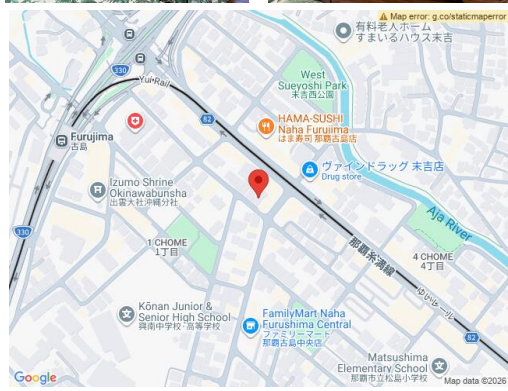 Map error: g.co/staticmaperror
有料老人ホーム
すまいるハウス末吉
330
Yui Rail
West
Sueyoshi Park
末吉西公園
82
HAMA-SUSHI
Naha Furujima
はま寿司 那覇古島店
Furujima
古島
ヴァインドラッグ 末吉店
Drug store
Izumo Shrine
Okinawabunsha
出雲大社沖縄分社
Aja River
330
1 CHOME
1丁目
那覇糸満線
4 CHOME
4丁目
ゆいレール
Kōnan Junior &
Senior High School
興南中学校・高等学校
FamilyMart Naha
Furushima Central
ファミリーマート
那覇古島中央店
82
Matsushima
Elementary School
那覇市立松島小学校
Google
Map data ©2026